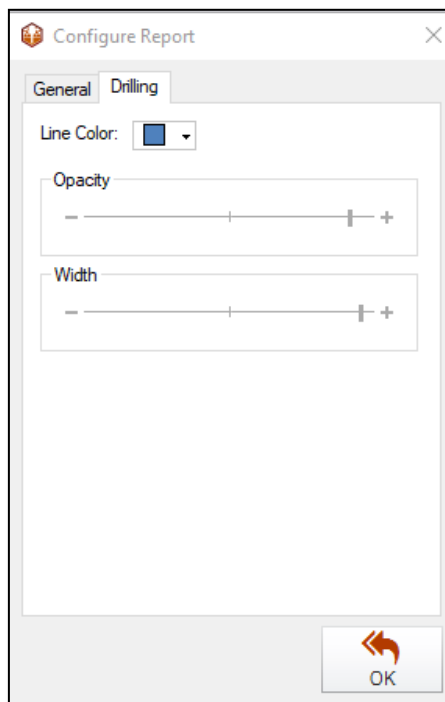 Configure Report
General Drilling
Line Color:
Opacity
Width
OK